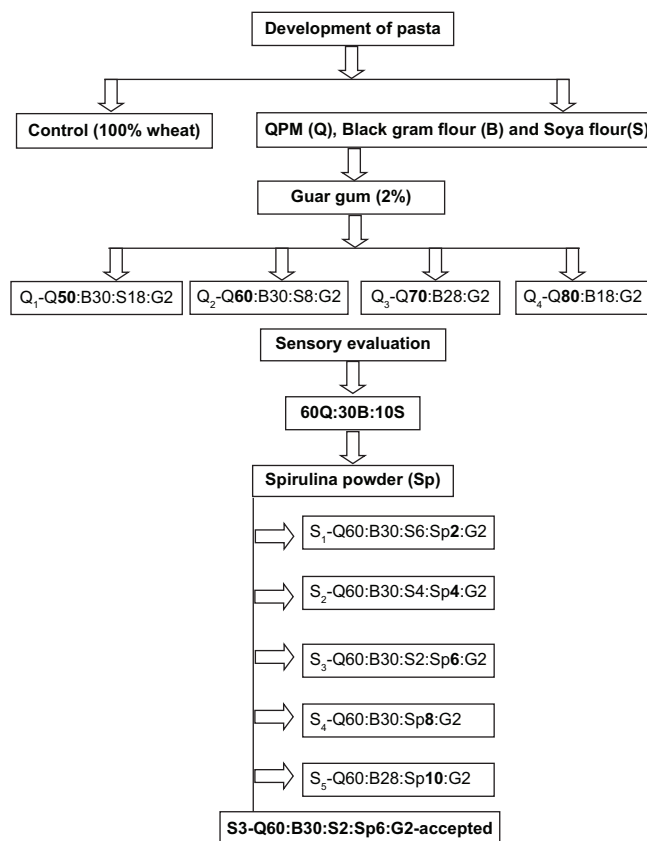 Development of pasta
Control (100% wheat)
QPM (Q), Black gram flour (B) and Soya flour(S)
Guar gum (2%)
Q₁-Q50:B30:S18:G2
Q₂-Q60:B30:S8:G2
Q₃-Q70:B28:G2
Q₄-Q80:B18:G2
Sensory evaluation
60Q:30B:10S
Spirulina powder (Sp)
S₁-Q60:B30:S6:Sp2:G2
S₂-Q60:B30:S4:Sp4:G2
S₃-Q60:B30:S2:Sp6:G2
S₄-Q60:B30:Sp8:G2
S₅-Q60:B28:Sp10:G2
S3-Q60:B30:S2:Sp6:G2-accepted